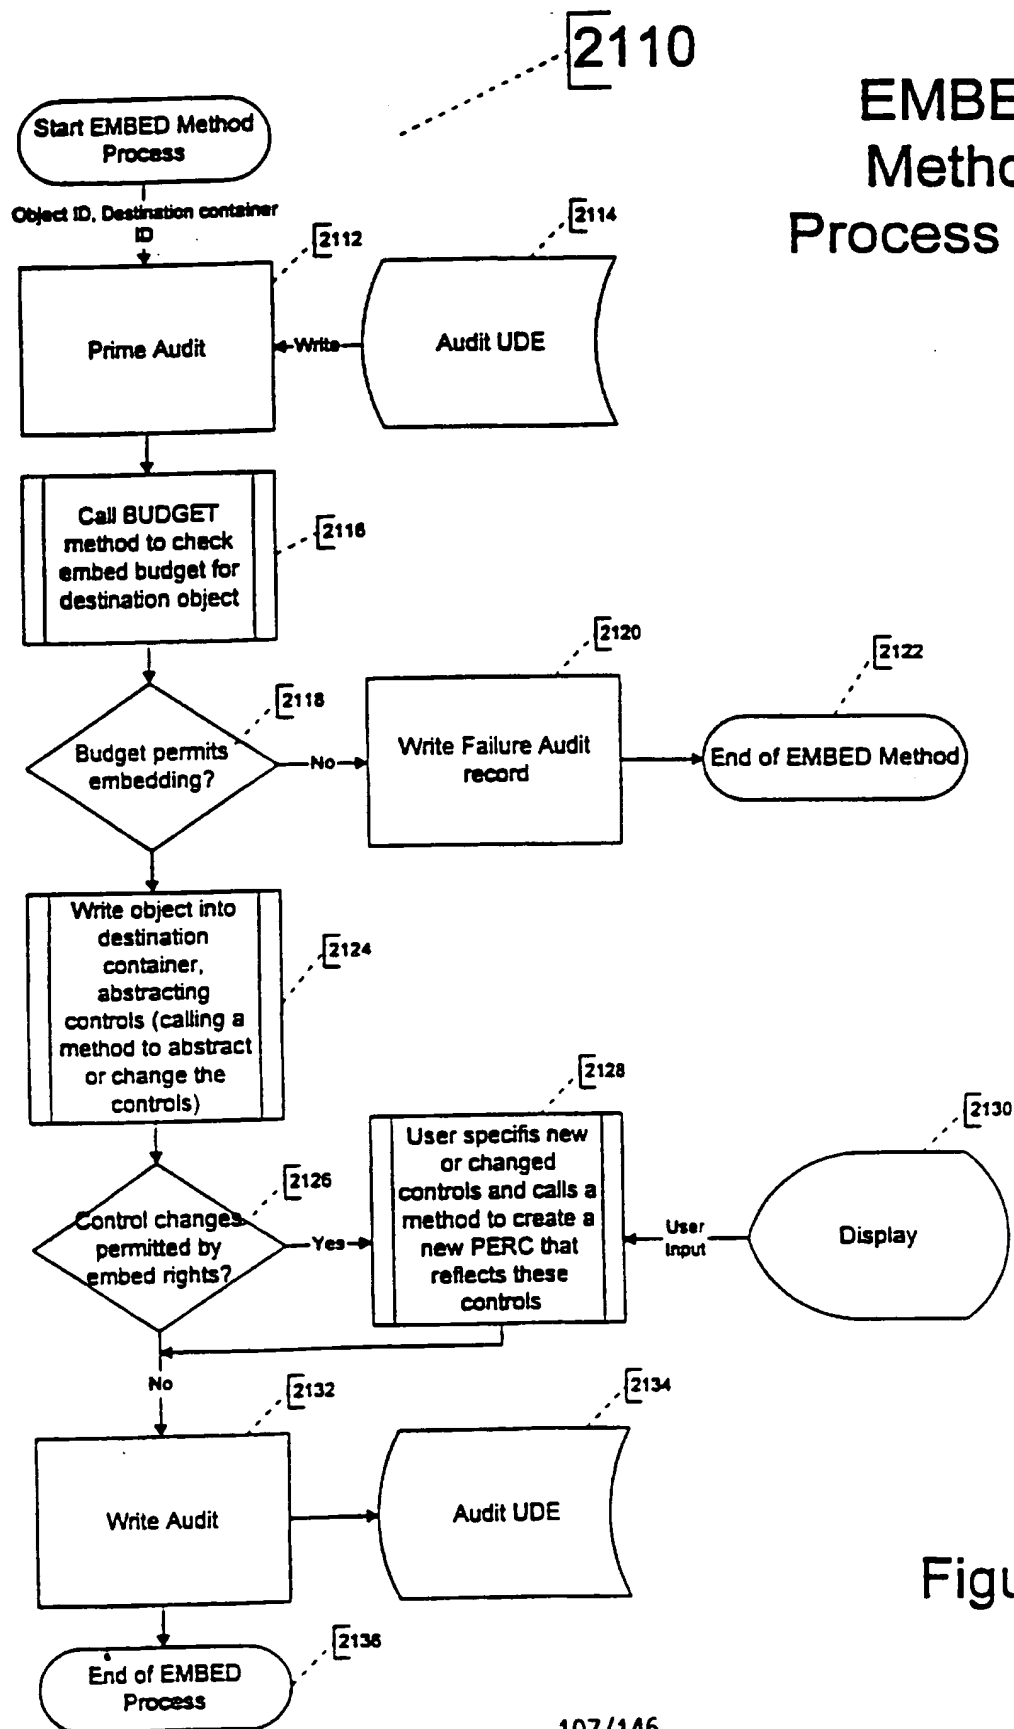 2110
EMBE
Metho
Process
Start EMBED Method
Process
Object ID, Destination container
ID
2112
2114
Prime Audit
Write
Audit UDE
Call BUDGET
method to check
embed budget for
destination object
2116
2118
Budget permits
embedding?
No
2120
Write Failure Audit
record
2122
End of EMBED Method
Write object into
destination
container,
abstracting
controls (calling a
method to abstract
or change the
controls)
2124
2126
Control changes
permitted by
embed rights?
Yes
2128
User specifis new
or changed
controls and calls a
method to create a
new PERC that
reflects these
controls
User
Input
2130
Display
No
2132
Write Audit
2134
Audit UDE
Figu
End of EMBED
Process
2136
107/146